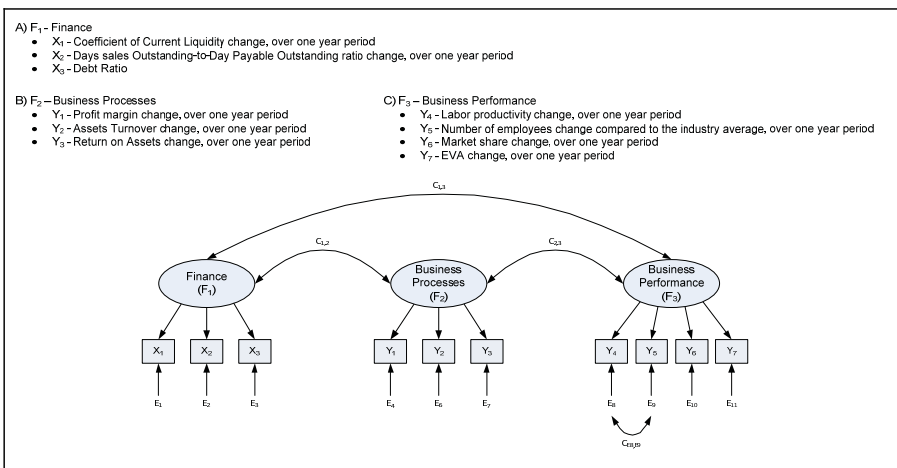 A) F₁ - Finance
• X₁ - Coefficient of Current Liquidity change, over one year period
• X₂ - Days sales Outstanding-to-Day Payable Outstanding ratio change, over one year period
• X₃ - Debt Ratio
B) F₂ – Business Processes
• Y₁ - Profit margin change, over one year period
• Y₂ - Assets Turnover change, over one year period
• Y₃ - Return on Assets change, over one year period
C) F₃ – Business Performance
• Y₄ - Labor productivity change, over one year period
• Y₅ - Number of employees change compared to the industry average, over one year period
• Y₆ - Market share change, over one year period
• Y₇ - EVA change, over one year period
C₁,₃
C₁,₂
C₂,₃
Finance
(F₁)
Business
Processes
(F₂)
Business
Performance
(F₃)
X₁ X₂ X₃ Y₁ Y₂ Y₃ Y₄ Y₅ Y₆ Y₇
E₁ E₂ E₃ E₄ E₆ E₇ E₈ E₉ E₁₀ E₁₁
C_E8,E9